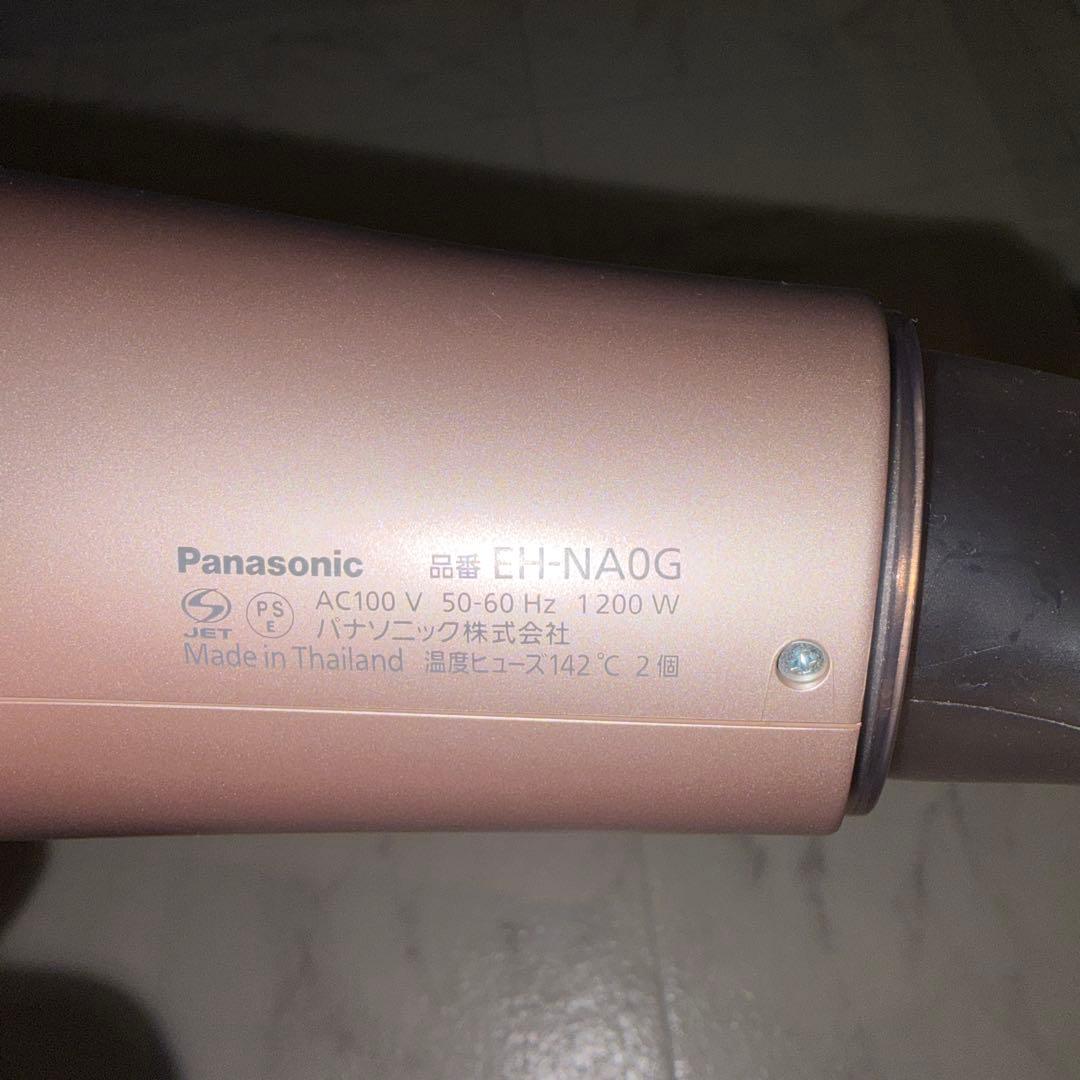 Panasonic 品番 EH-NA0G
JET PSE AC100 V 50-60 Hz 1200 W
パナソニック株式会社
Made in Thailand 温度ヒューズ142℃ 2個